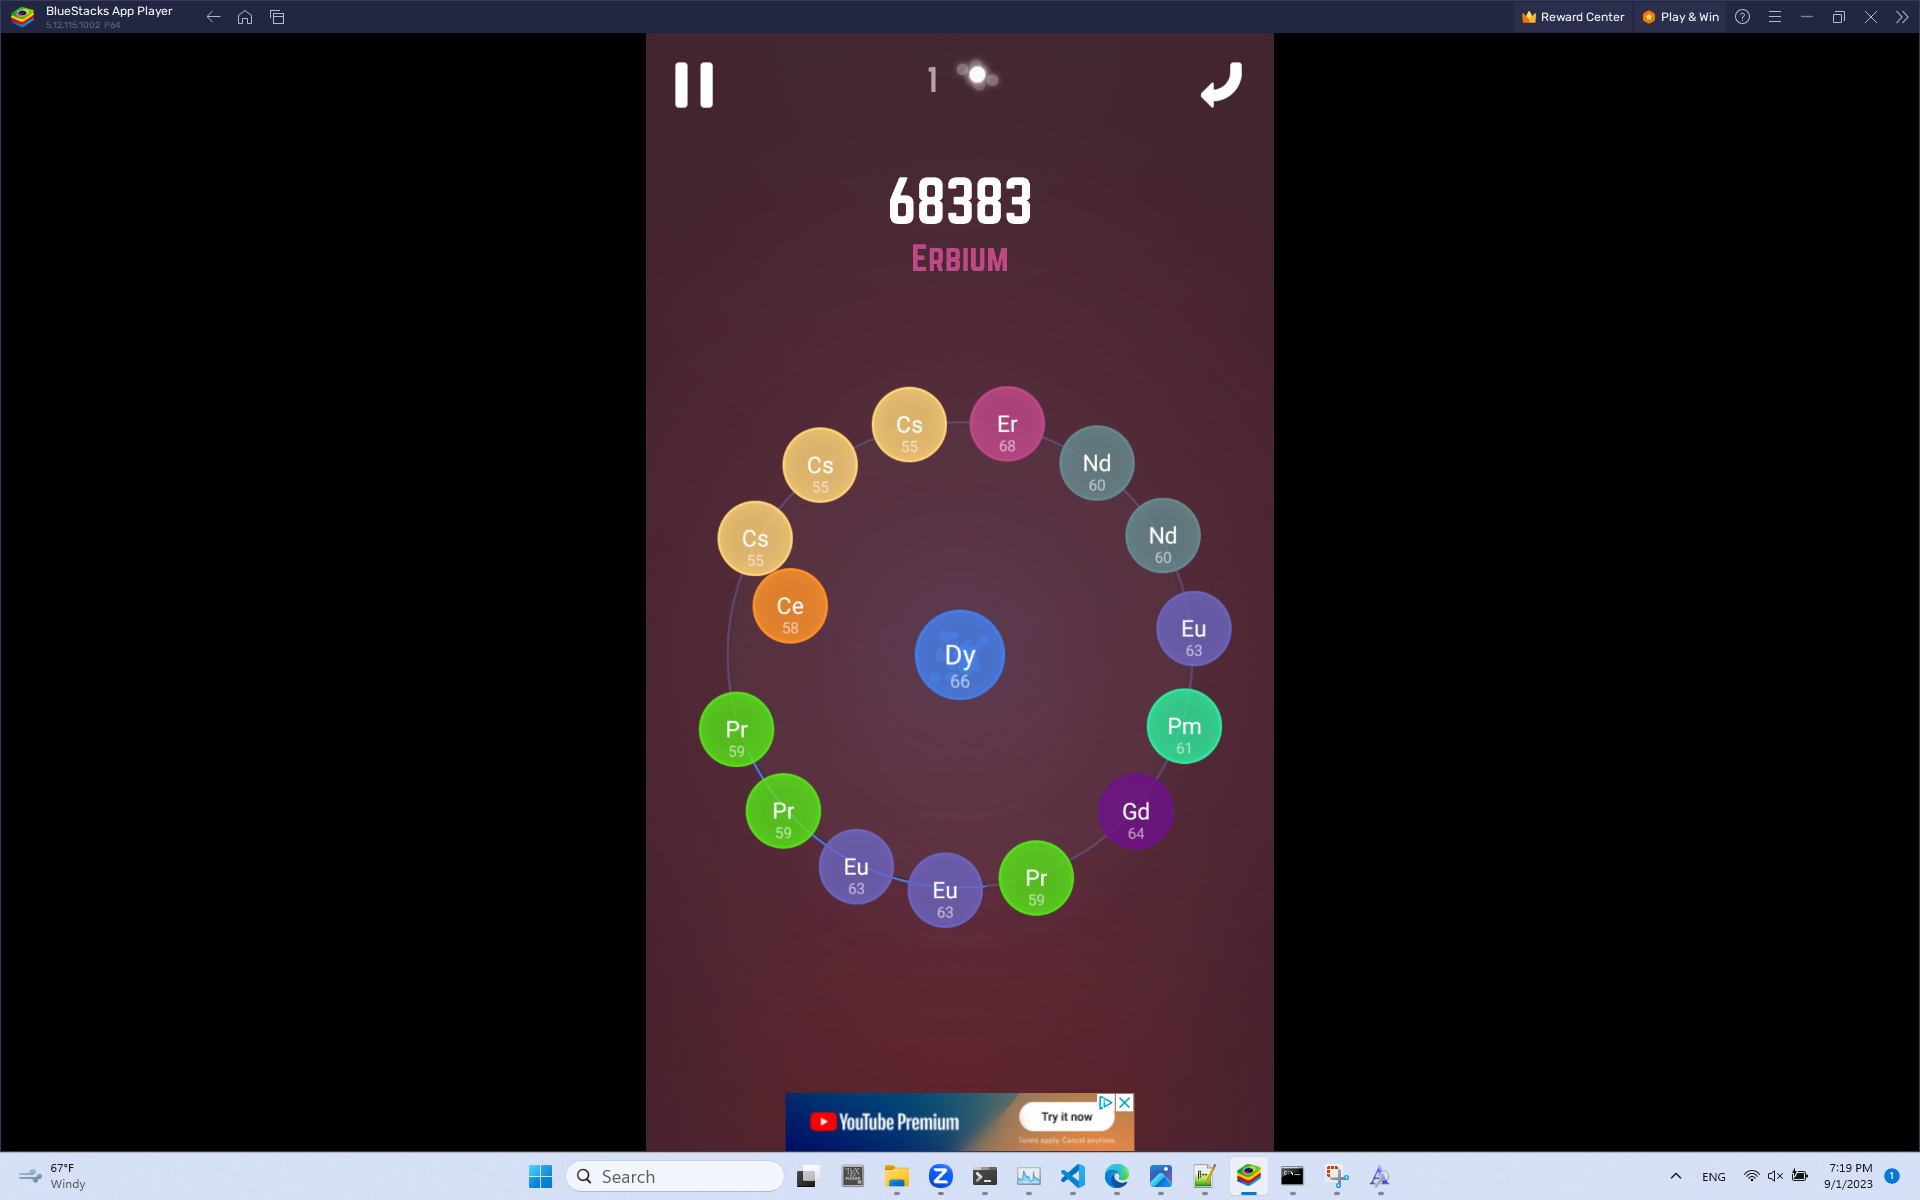 BlueStacks App Player
5.12.115.1002 P64
Reward Center
Play & Win
1
68383
ERBIUM
Cs
55
Er
68
Cs
55
Nd
60
Cs
55
Nd
60
Ce
58
Eu
63
Dy
66
Pr
59
Pm
61
Pr
59
Gd
64
Eu
63
Eu
63
Pr
59
YouTube Premium
Try it now
Terms apply. Cancel anytime.
67°F
Windy
Search
ENG
7:19 PM
9/1/2023
1